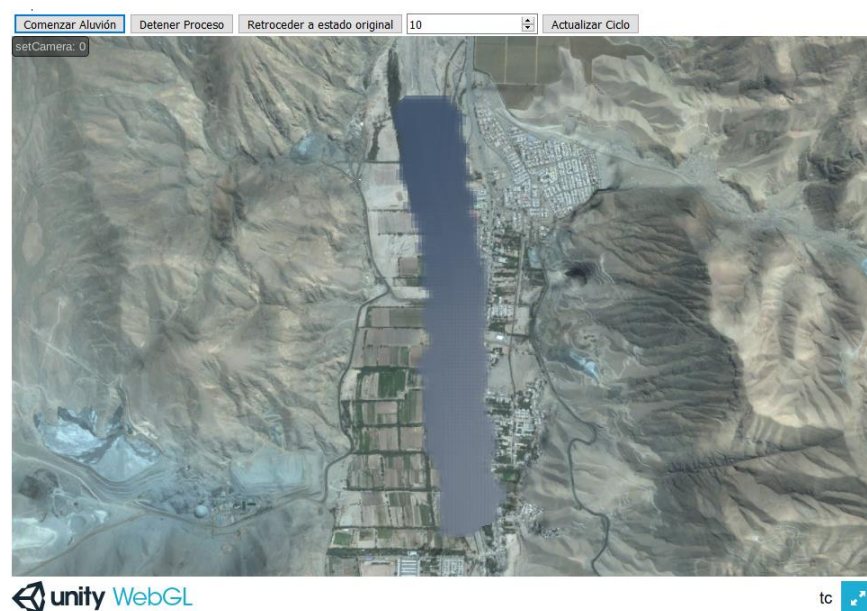 Comenzar Aluvión Detener Proceso Retroceder a estado original 10 Actualizar Ciclo
setCamera: 0
unity WebGL tc